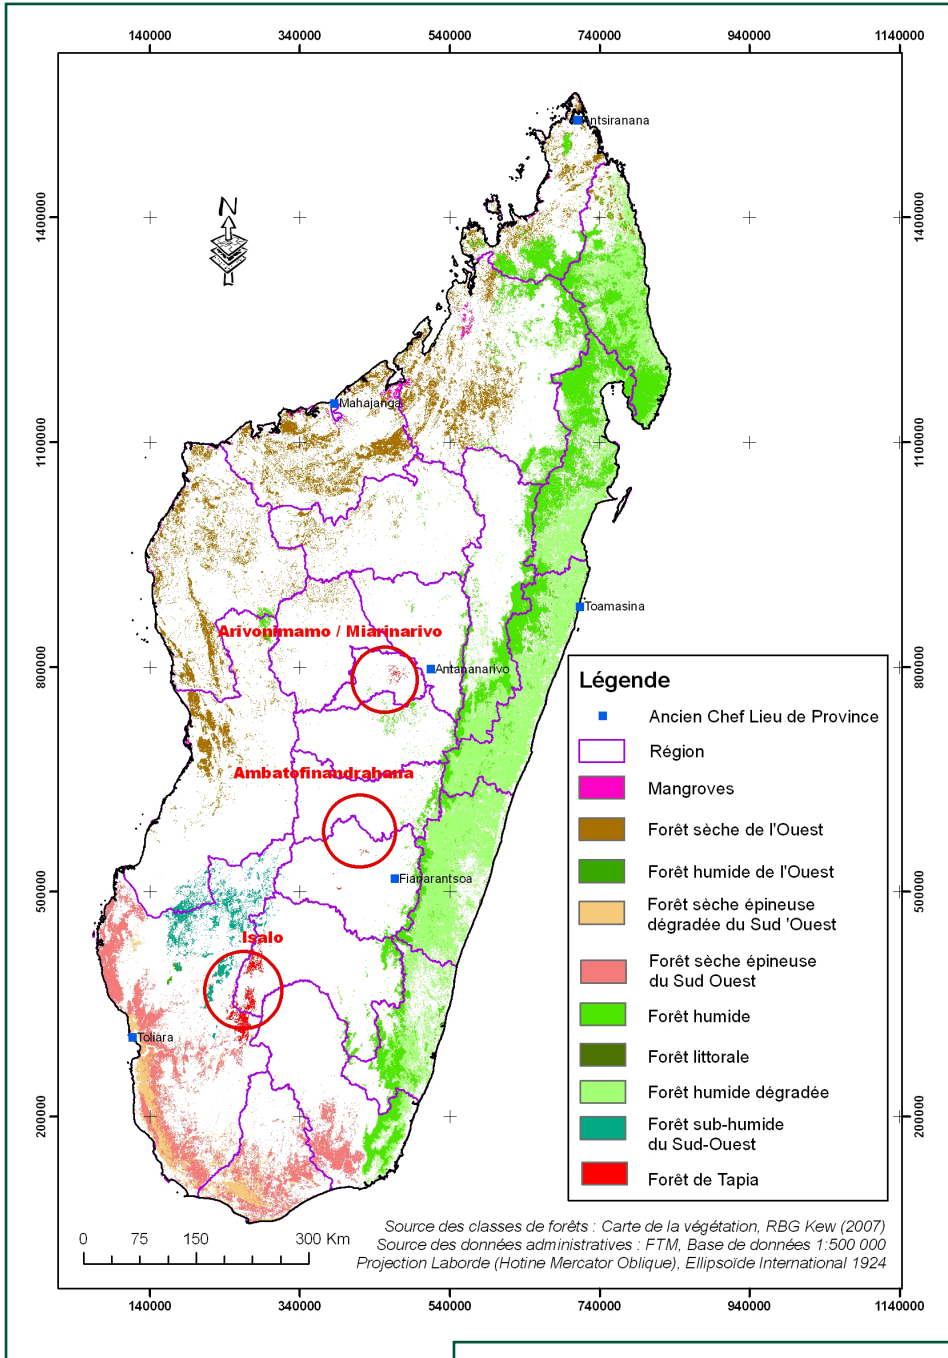 140000 340000 540000 740000 940000 1140000
N
1400000 1400000
1100000 1100000
800000 800000
500000 500000
200000 200000
Antsiranana
Mahajanga
Toamasina
Arivonimamo / Miarinarivo
Antananarivo
Ambatofinandrahana
Fianarantsoa
Isalo
Toliara
Légende
Ancien Chef Lieu de Province
Région
Mangroves
Forêt sèche de l'Ouest
Forêt humide de l'Ouest
Forêt sèche épineuse
dégradée du Sud 'Ouest
Forêt sèche épineuse
du Sud Ouest
Forêt humide
Forêt littorale
Forêt humide dégradée
Forêt sub-humide
du Sud-Ouest
Forêt de Tapia
0 75 150 300 Km
Source des classes de forêts : Carte de la végétation, RBG Kew (2007)
Source des données administratives : FTM, Base de données 1:500 000
Projection Laborde (Hotine Mercator Oblique), Ellipsoïde International 1924
140000 340000 540000 740000 940000 1140000